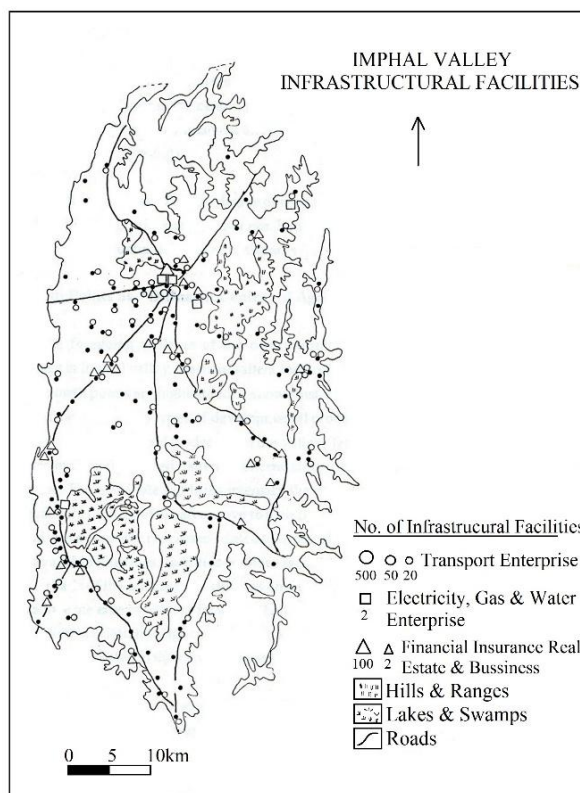 IMPHAL VALLEY
INFRASTRUCTURAL FACILITIES
No. of Infrastrucural Facilities
Transport Enterprise
500 50 20
Electricity, Gas & Water
2 Enterprise
Financial Insurance Real
100 2 Estate & Bussiness
Hills & Ranges
Lakes & Swamps
Roads
0 5 10km